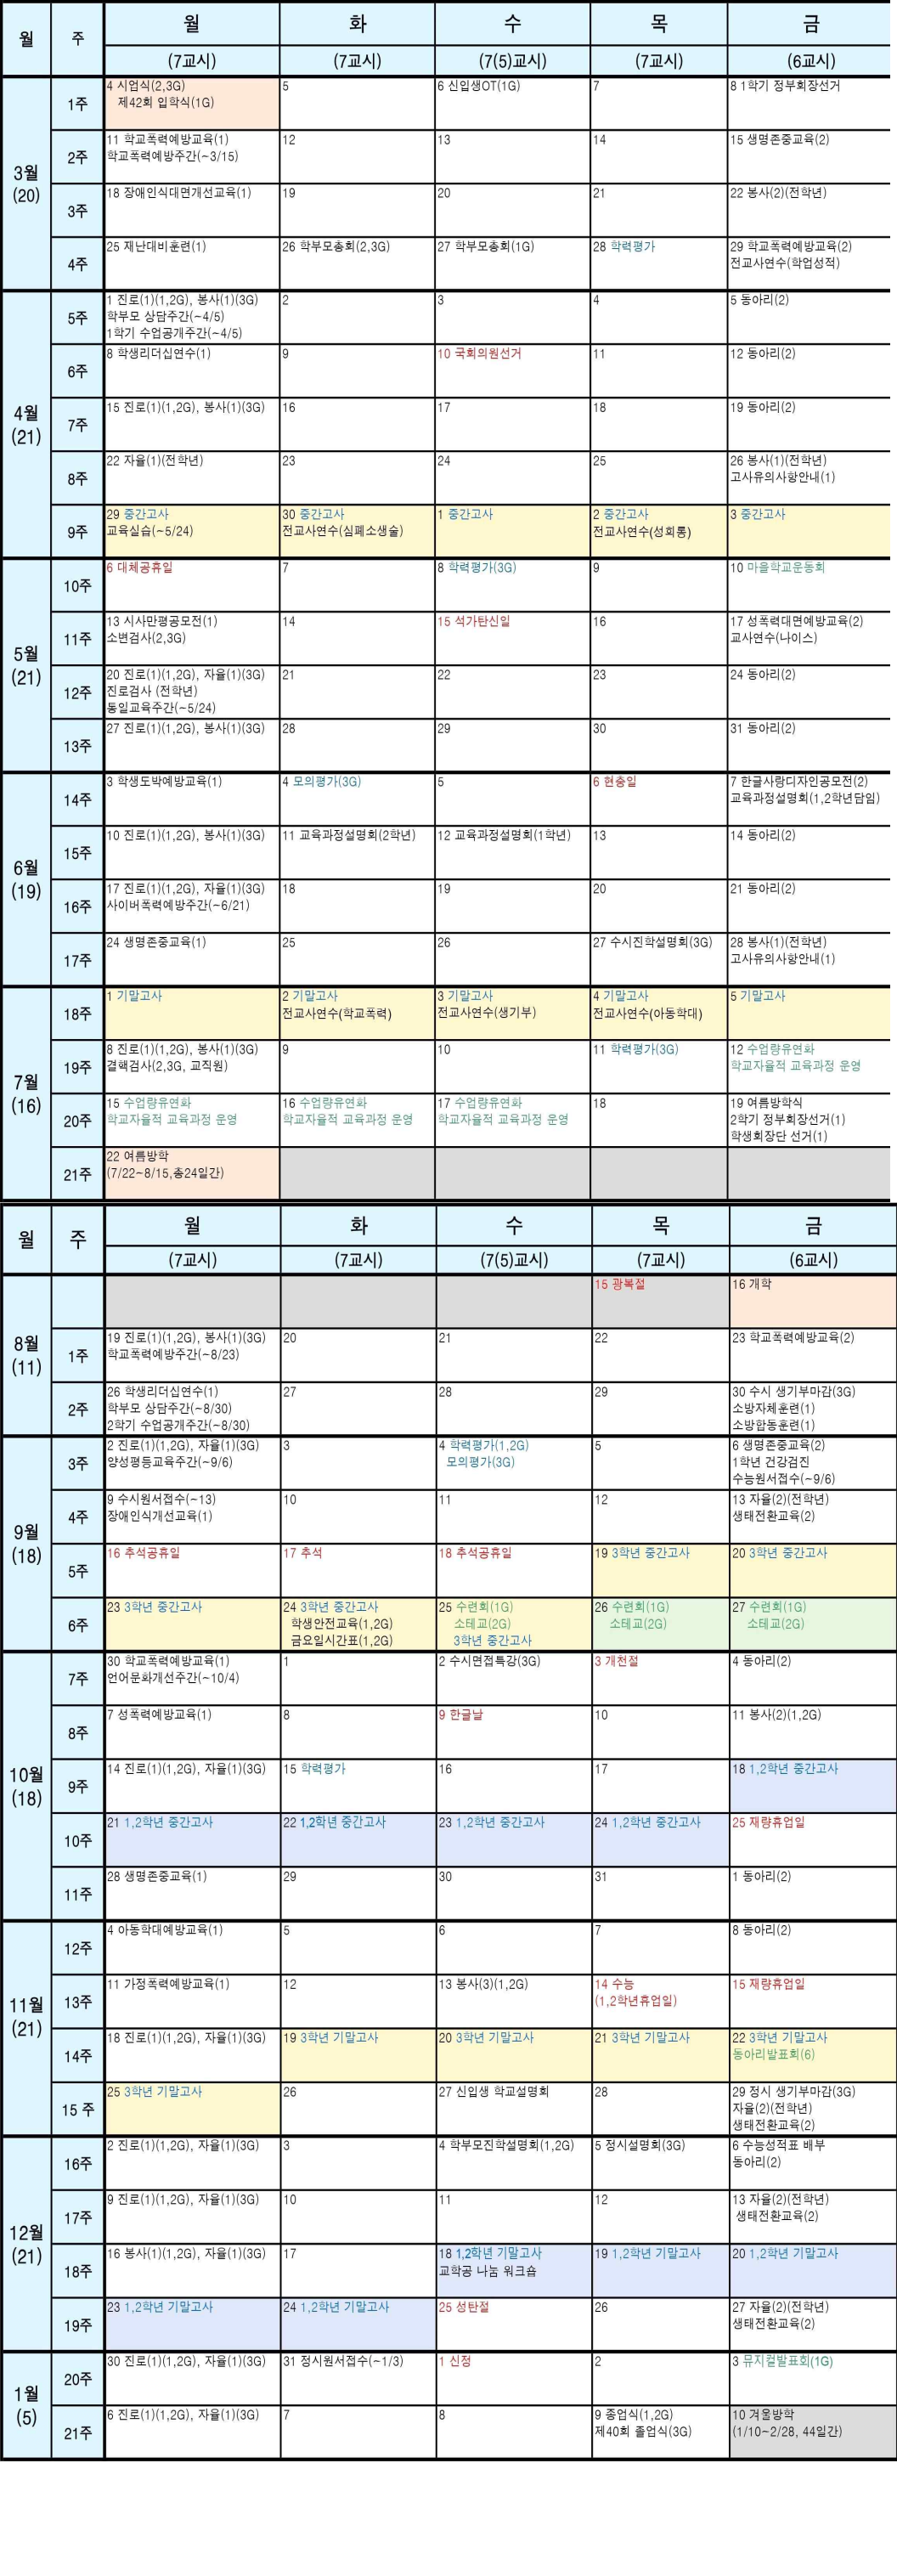 월 주 월 화 수 목 금
(7교시) (7교시) (7(5)교시) (7교시) (6교시)
3월
(20)
1주
4 시업식(2,3G)
제42회 입학식(1G)
5
6 신입생OT(1G)
7
8 1학기 정부회장선거
2주
11 학교폭력예방교육(1)
학교폭력예방주간(~3/15)
12
13
14
15 생명존중교육(2)
3주
18 장애인식대면개선교육(1)
19
20
21
22 봉사(2)(전학년)
4주
25 재난대비훈련(1)
26 학부모총회(2,3G)
27 학부모총회(1G)
28 학력평가
29 학교폭력예방교육(2)
전교사연수(학업성적)
4월
(21)
5주
1 진로(1)(1,2G), 봉사(1)(3G)
학부모 상담주간(~4/5)
1학기 수업공개주간(~4/5)
2
3
4
5 동아리(2)
6주
8 학생리더십연수(1)
9
10 국회의원선거
11
12 동아리(2)
7주
15 진로(1)(1,2G), 봉사(1)(3G)
16
17
18
19 동아리(2)
8주
22 자율(1)(전학년)
23
24
25
26 봉사(1)(전학년)
고사유의사항안내(1)
9주
29 중간고사
교육실습(~5/24)
30 중간고사
전교사연수(심폐소생술)
1 중간고사
2 중간고사
전교사연수(성희롱)
3 중간고사
5월
(21)
10주
6 대체공휴일
7
8 학력평가(3G)
9
10 마을학교운동회
11주
13 시사만평공모전(1)
소변검사(2,3G)
14
15 석가탄신일
16
17 성폭력대면예방교육(2)
교사연수(나이스)
12주
20 진로(1)(1,2G), 자율(1)(3G)
진로검사 (전학년)
통일교육주간(~5/24)
21
22
23
24 동아리(2)
13주
27 진로(1)(1,2G), 봉사(1)(3G)
28
29
30
31 동아리(2)
6월
(19)
14주
3 학생도박예방교육(1)
4 모의평가(3G)
5
6 현충일
7 한글사랑디자인공모전(2)
교육과정설명회(1,2학년담임)
15주
10 진로(1)(1,2G), 봉사(1)(3G)
11 교육과정설명회(2학년)
12 교육과정설명회(1학년)
13
14 동아리(2)
16주
17 진로(1)(1,2G), 자율(1)(3G)
사이버폭력예방주간(~6/21)
18
19
20
21 동아리(2)
17주
24 생명존중교육(1)
25
26
27 수시진학설명회(3G)
28 봉사(1)(전학년)
고사유의사항안내(1)
7월
(16)
18주
1 기말고사
2 기말고사
전교사연수(학교폭력)
3 기말고사
전교사연수(생기부)
4 기말고사
전교사연수(아동학대)
5 기말고사
19주
8 진로(1)(1,2G), 봉사(1)(3G)
결핵검사(2,3G, 교직원)
9
10
11 학력평가(3G)
12 수업량유연화
학교자율적 교육과정 운영
20주
15 수업량유연화
학교자율적 교육과정 운영
16 수업량유연화
학교자율적 교육과정 운영
17 수업량유연화
학교자율적 교육과정 운영
18
19 여름방학식
2학기 정부회장선거(1)
학생회장단 선거(1)
21주
22 여름방학
(7/22~8/15,총24일간)
월 주 월 화 수 목 금
(7교시) (7교시) (7(5)교시) (7교시) (6교시)
8월
(11)
15 광복절
16 개학
1주
19 진로(1)(1,2G), 봉사(1)(3G)
학교폭력예방주간(~8/23)
20
21
22
23 학교폭력예방교육(2)
2주
26 학생리더십연수(1)
학부모 상담주간(~8/30)
2학기 수업공개주간(~8/30)
27
28
29
30 수시 생기부마감(3G)
소방자체훈련(1)
소방합동훈련(1)
9월
(18)
3주
2 진로(1)(1,2G), 자율(1)(3G)
양성평등교육주간(~9/6)
3
4 학력평가(1,2G)
모의평가(3G)
5
6 생명존중교육(2)
1학년 건강검진
수능원서접수(~9/6)
4주
9 수시원서접수(~13)
장애인식개선교육(1)
10
11
12
13 자율(2)(전학년)
생태전환교육(2)
5주
16 추석공휴일
17 추석
18 추석공휴일
19 3학년 중간고사
20 3학년 중간고사
6주
23 3학년 중간고사
24 3학년 중간고사
학생안전교육(1,2G)
금요일시간표(1,2G)
25 수련회(1G)
소테교(2G)
3학년 중간고사
26 수련회(1G)
소테교(2G)
27 수련회(1G)
소테교(2G)
10월
(18)
7주
30 학교폭력예방교육(1)
언어문화개선주간(~10/4)
1
2 수시면접특강(3G)
3 개천절
4 동아리(2)
8주
7 성폭력예방교육(1)
8
9 한글날
10
11 봉사(2)(1,2G)
9주
14 진로(1)(1,2G), 자율(1)(3G)
15 학력평가
16
17
18 1,2학년 중간고사
10주
21 1,2학년 중간고사
22 1,2학년 중간고사
23 1,2학년 중간고사
24 1,2학년 중간고사
25 재량휴업일
11주
28 생명존중교육(1)
29
30
31
1 동아리(2)
11월
(21)
12주
4 아동학대예방교육(1)
5
6
7
8 동아리(2)
13주
11 가정폭력예방교육(1)
12
13 봉사(3)(1,2G)
14 수능
(1,2학년휴업일)
15 재량휴업일
14주
18 진로(1)(1,2G), 자율(1)(3G)
19 3학년 기말고사
20 3학년 기말고사
21 3학년 기말고사
22 3학년 기말고사
동아리발표회(6)
15 주
25 3학년 기말고사
26
27 신입생 학교설명회
28
29 정시 생기부마감(3G)
자율(2)(전학년)
생태전환교육(2)
12월
(21)
16주
2 진로(1)(1,2G), 자율(1)(3G)
3
4 학부모진학설명회(1,2G)
5 정시설명회(3G)
6 수능성적표 배부
동아리(2)
17주
9 진로(1)(1,2G), 자율(1)(3G)
10
11
12
13 자율(2)(전학년)
생태전환교육(2)
18주
16 봉사(1)(1,2G), 자율(1)(3G)
17
18 1,2학년 기말고사
교학공 나눔 워크숍
19 1,2학년 기말고사
20 1,2학년 기말고사
19주
23 1,2학년 기말고사
24 1,2학년 기말고사
25 성탄절
26
27 자율(2)(전학년)
생태전환교육(2)
1월
(5)
20주
30 진로(1)(1,2G), 자율(1)(3G)
31 정시원서접수(~1/3)
1 신정
2
3 뮤지컬발표회(1G)
21주
6 진로(1)(1,2G), 자율(1)(3G)
7
8
9 종업식(1,2G)
제40회 졸업식(3G)
10 겨울방학
(1/10~2/28, 44일간)